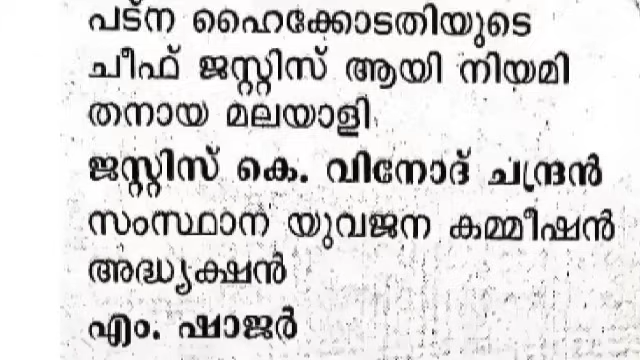 പട്ന ഹൈക്കോടതിയുടെ
ചീഫ് ജസ്റ്റിസ് ആയി നിയമി
തനായ മലയാളി
ജസ്റ്റിസ് കെ. വിനോദ് ചന്ദ്രൻ
സംസ്ഥാന യുവജന കമ്മീഷൻ
അദ്ധ്യക്ഷൻ
എം. ഷാജർ